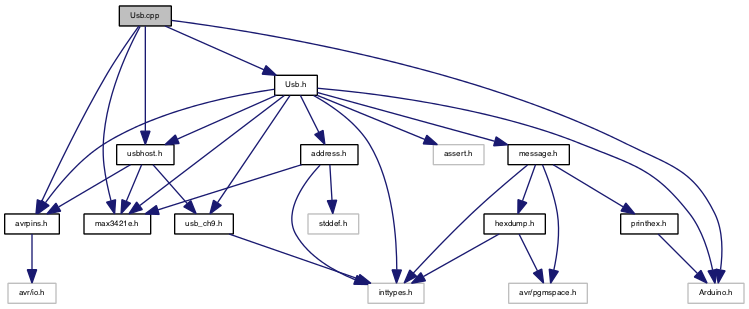 Usb.cpp
Usb.h
usbhost.h
address.h
assert.h
message.h
avrpins.h
max3421e.h
usb_ch9.h
stddef.h
hexdump.h
printhex.h
avr/io.h
inttypes.h
avr/pgmspace.h
Arduino.h